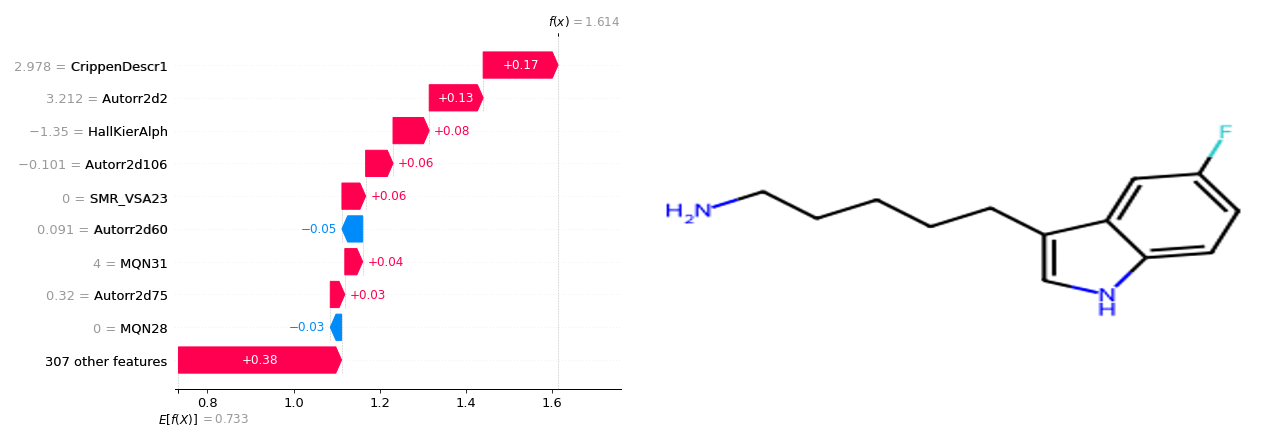 f(x) = 1.614
2.978 = CrippenDescr1
+0.17
3.212 = Autorr2d2
+0.13
−1.35 = HallKierAlph
+0.08
−0.101 = Autorr2d106
+0.06
0 = SMR_VSA23
+0.06
0.091 = Autorr2d60
−0.05
4 = MQN31
+0.04
0.32 = Autorr2d75
+0.03
0 = MQN28
−0.03
307 other features
+0.38
0.8 1.0 1.2 1.4 1.6
E[f(X)] = 0.733
F
H₂N
N
H